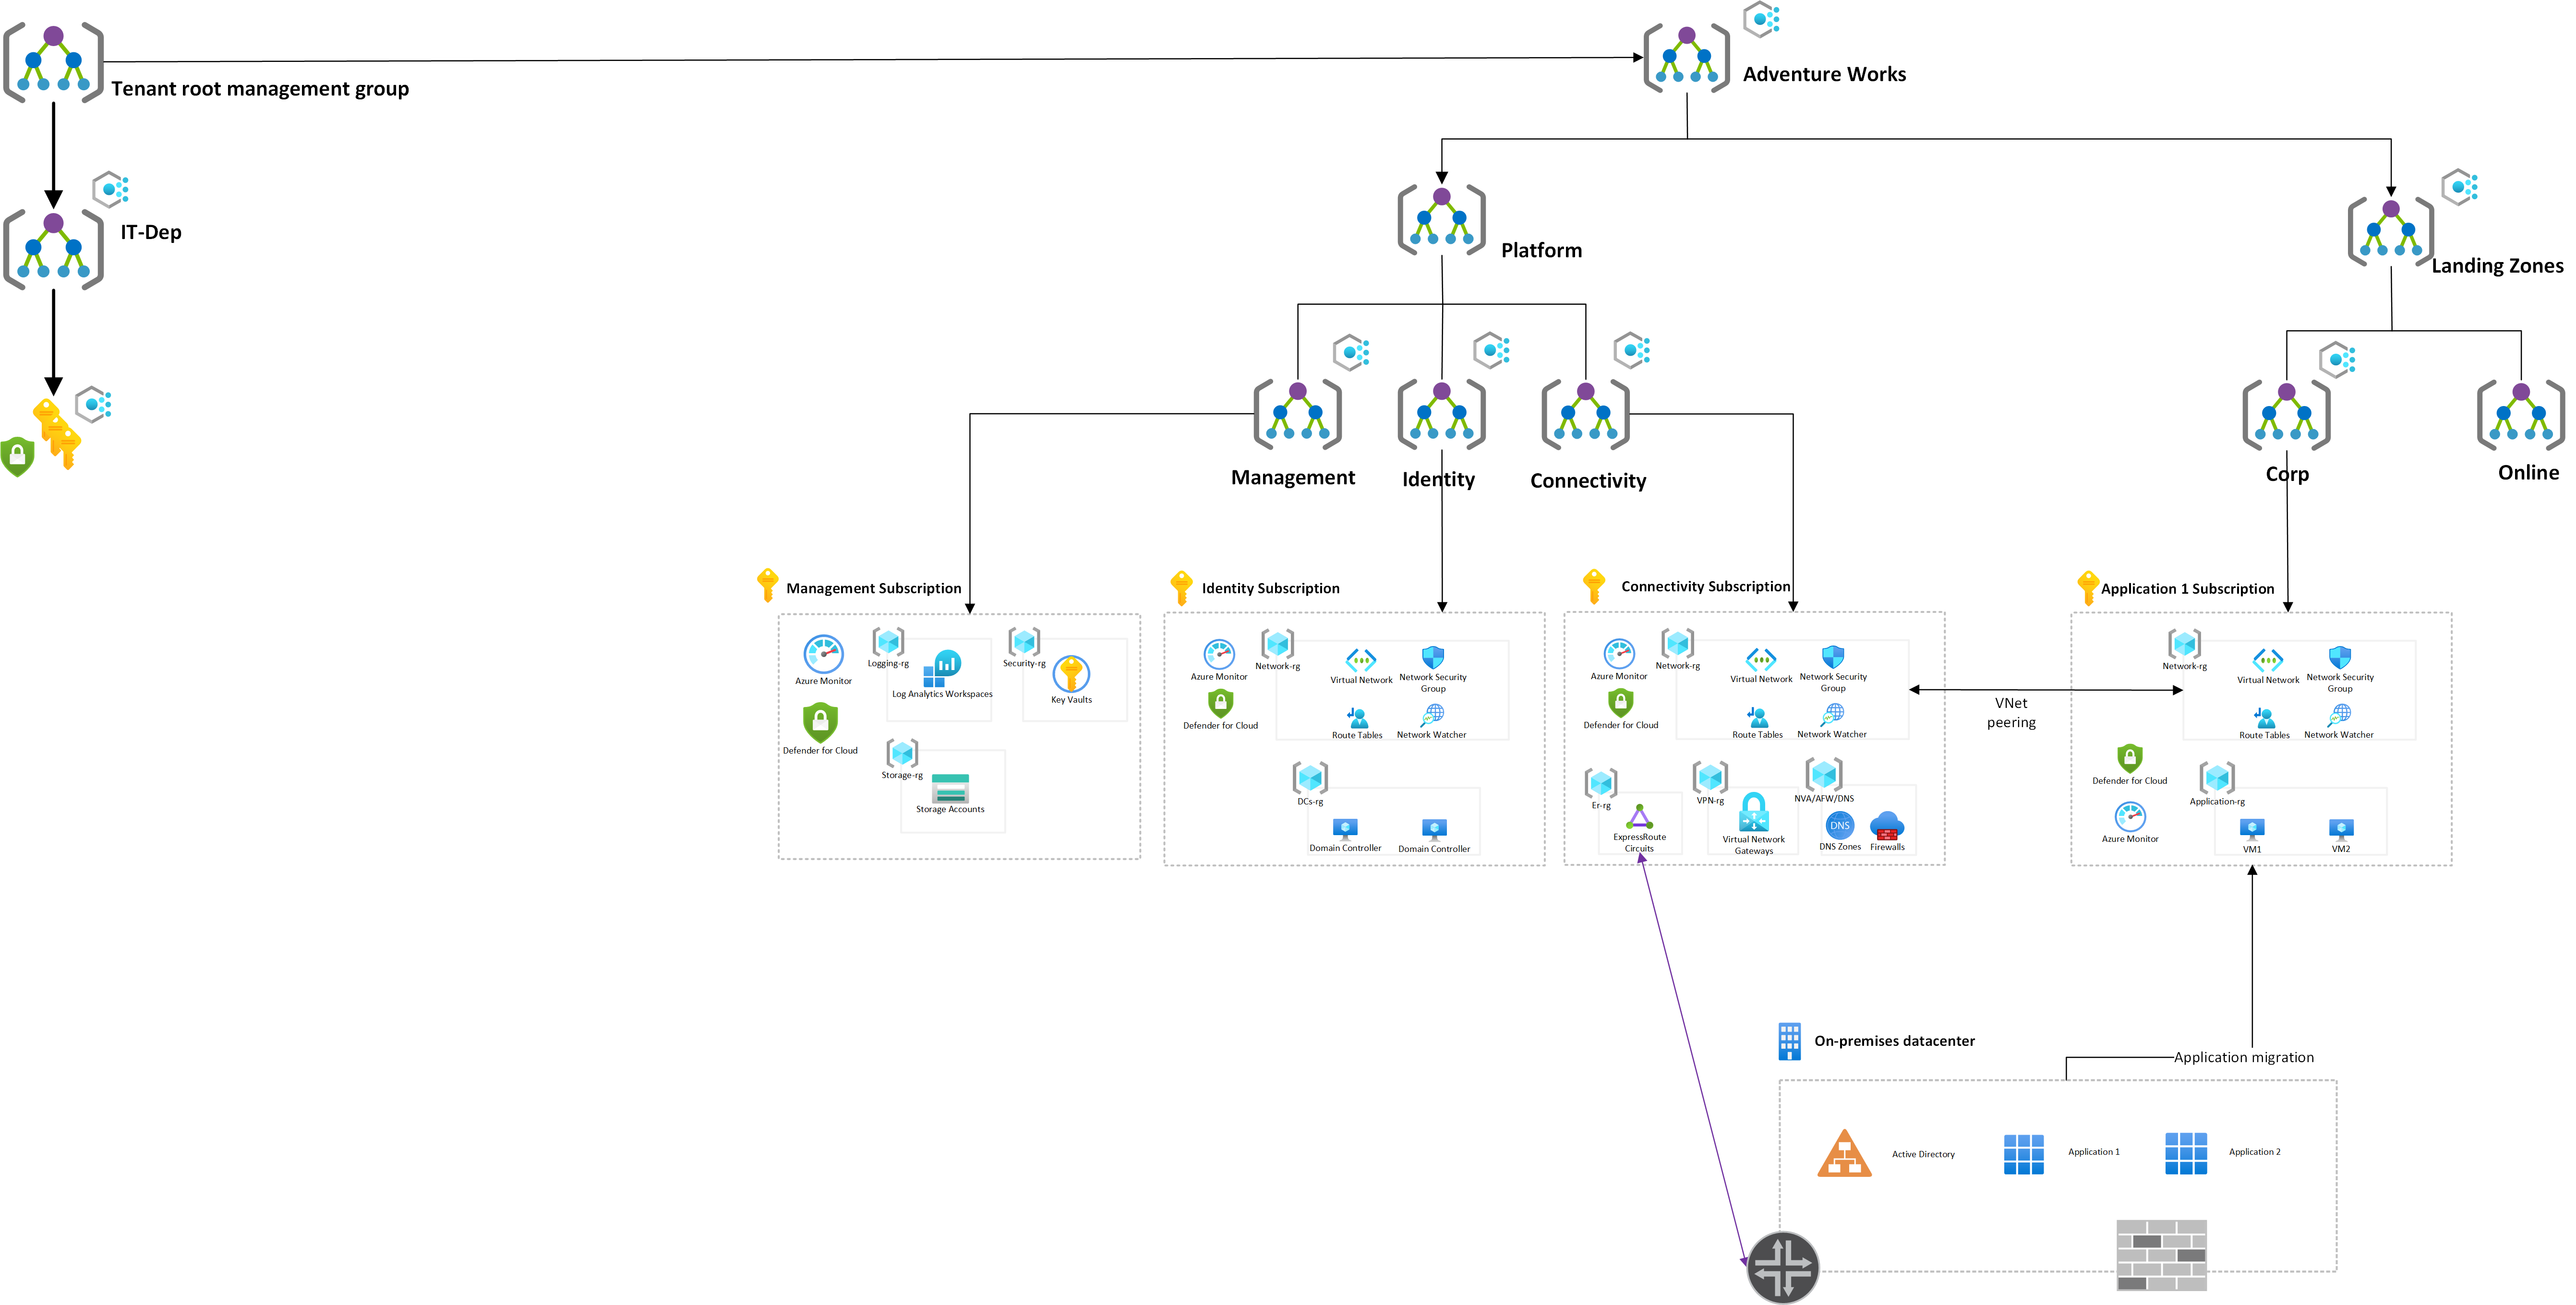 Tenant root management group
Adventure Works
IT-Dep
Platform
Landing Zones
Management
Identity
Connectivity
Corp
Online
Management Subscription
Azure Monitor
Defender for Cloud
Logging-rg
Log Analytics Workspaces
Security-rg
Key Vaults
Storage-rg
Storage Accounts
Identity Subscription
Azure Monitor
Defender for Cloud
Network-rg
Virtual Network
Network Security
Group
Route Tables
Network Watcher
DCs-rg
Domain Controller
Domain Controller
Connectivity Subscription
Azure Monitor
Defender for Cloud
Network-rg
Virtual Network
Network Security
Group
Route Tables
Network Watcher
Er-rg
ExpressRoute
Circuits
VPN-rg
Virtual Network
Gateways
NVA/AFW/DNS
DNS
DNS Zones
Firewalls
VNet
peering
Application 1 Subscription
Network-rg
Virtual Network
Network Security
Group
Route Tables
Network Watcher
Defender for Cloud
Azure Monitor
Application-rg
VM1
VM2
On-premises datacenter
Application migration
Active Directory
Application 1
Application 2